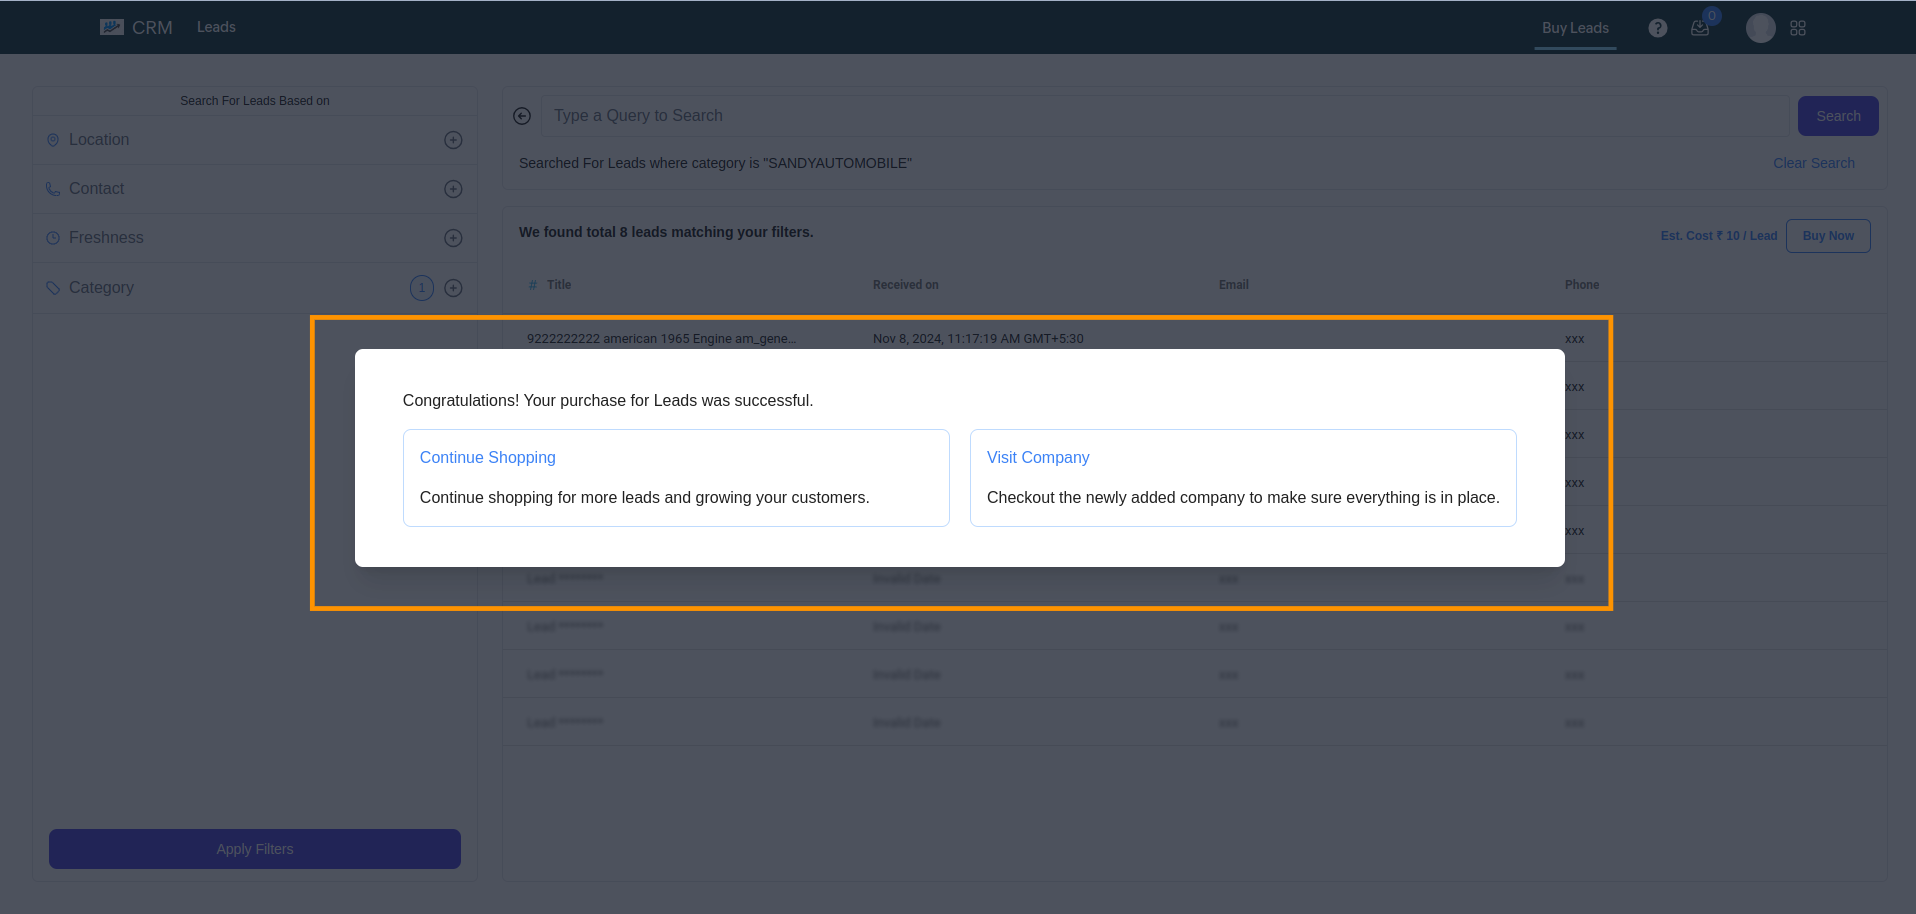 CRM Leads Buy Leads ? 0
Search For Leads Based on
Location
Contact
Freshness
Category 1
Apply Filters
Type a Query to Search Search
Searched For Leads where category is "SANDYAUTOMOBILE" Clear Search
We found total 8 leads matching your filters. Est. Cost ₹ 10 / Lead Buy Now
# Title Received on Email Phone
9222222222 american 1965 Engine am_gene... Nov 8, 2024, 11:17:19 AM GMT+5:30 xxx
xxx
xxx
xxx
xxx
Congratulations! Your purchase for Leads was successful.
Continue Shopping
Continue shopping for more leads and growing your customers.
Visit Company
Checkout the newly added company to make sure everything is in place.
Lead ******** Invalid Date xxx xxx
Lead ******** Invalid Date xxx xxx
Lead ******** Invalid Date xxx xxx
Lead ******** Invalid Date xxx xxx